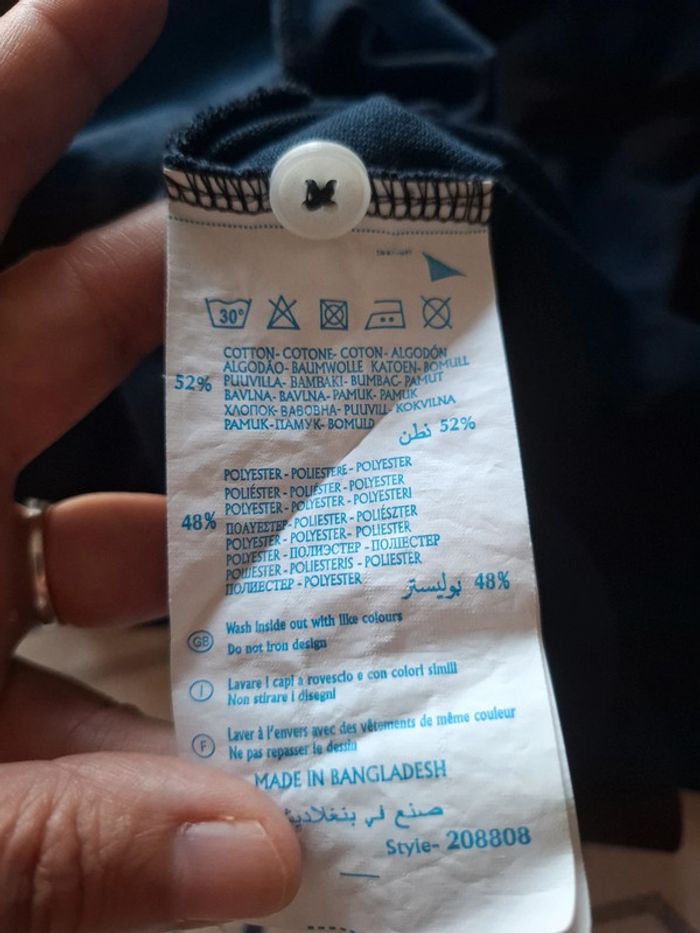 30°
52%
COTTON- COTONE- COTON- ALGODÓN
ALGODÃO- BAUMWOLLE KATOEN- BOMULL
PUUVILLA- BAMBAKI- BUMBAC- PAMUT
BAVLNA- BAVLNA- PAMUK- PAMUK
ХЛОПОК- BABOBHA- PUUVILL- KOKVILNA
PAMUK-ПАМУК- BOMULD
52% قطن
48%
POLYESTER - POLIESTERE - POLYESTER
POLIÉSTER - POLIÉSTER - POLYESTER
POLYESTER - POLYESTER - POLYESTERI
ΠΟΛΥΕΣΤΕΡ- POLIESTER - POLIÉSZTER
POLYESTER - POLYESTER - POLIESTER
POLYESTER - ПОЛИЭСТЕР - ПОЛІЕСТЕР
POLIIESTER - POLIESTERIS - POLIESTER
ПОЛИЕСТЕР - POLYESTER
48% بوليستر
GB
Wash inside out with like colours
Do not iron design
I
Lavare i capi a rovescio e con colori simili
Non stirare i disegni
F
Laver à l'envers avec des vêtements de même couleur
Ne pas repasser le dessin
MADE IN BANGLADESH
صنع في بنغلاديش
Style- 208808